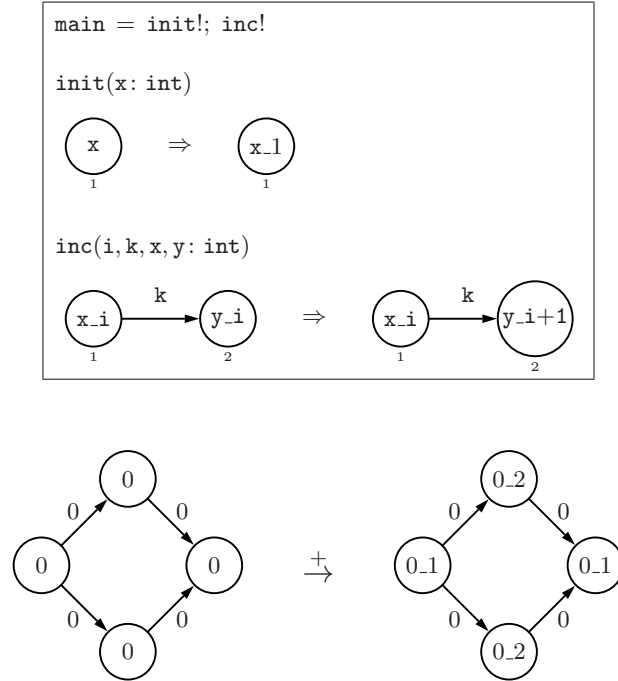 main = init!; inc!
init(x: int)
x ⇒ x_1
1 1
inc(i, k, x, y: int)
k k
x_i y_i ⇒ x_i y_i+1
1 2 1 2
0 0_2
0 0 0 0
0 0 + → 0_1 0_1
0 0 0 0
0 0_2